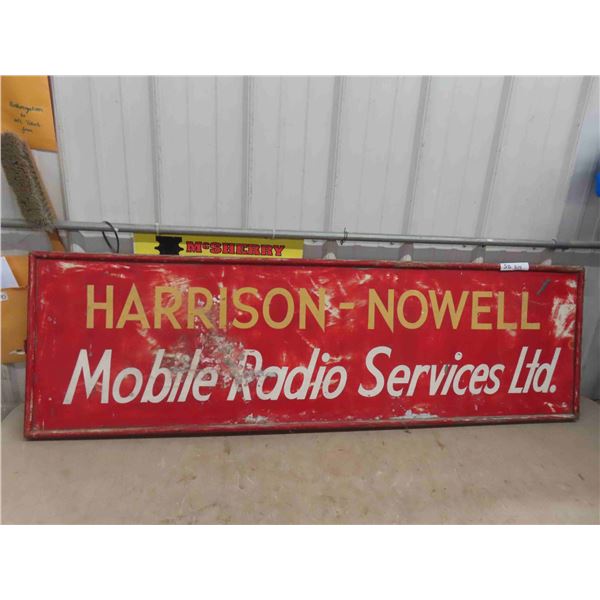 McSHERRY
HARRISON-NOWELL
Mobile Radio Services Ltd.